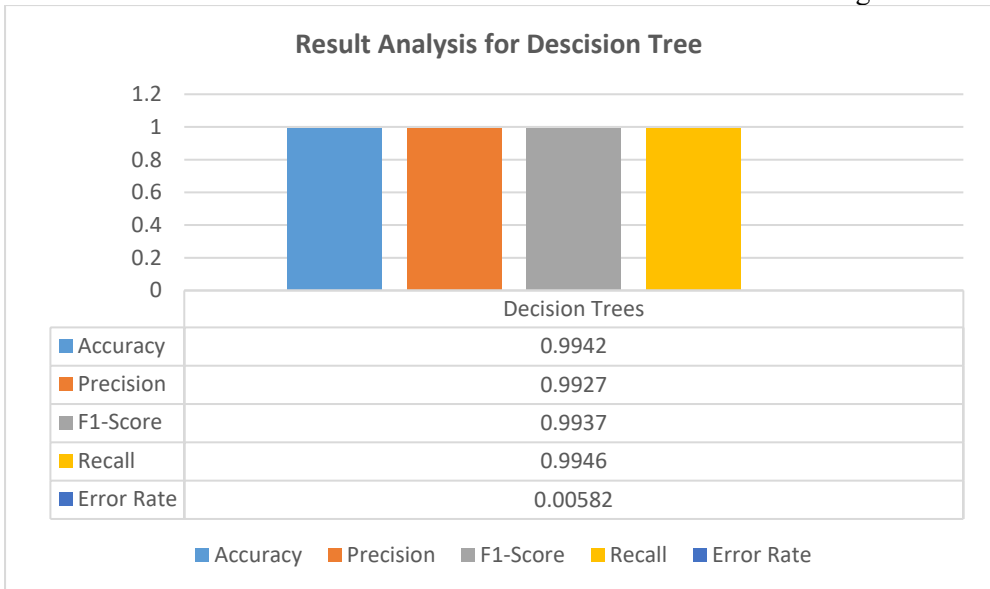 Result Analysis for Descision Tree
1.2
1
0.8
0.6
0.4
0.2
0
Decision Trees
Accuracy 0.9942
Precision 0.9927
F1-Score 0.9937
Recall 0.9946
Error Rate 0.00582
Accuracy Precision F1-Score Recall Error Rate